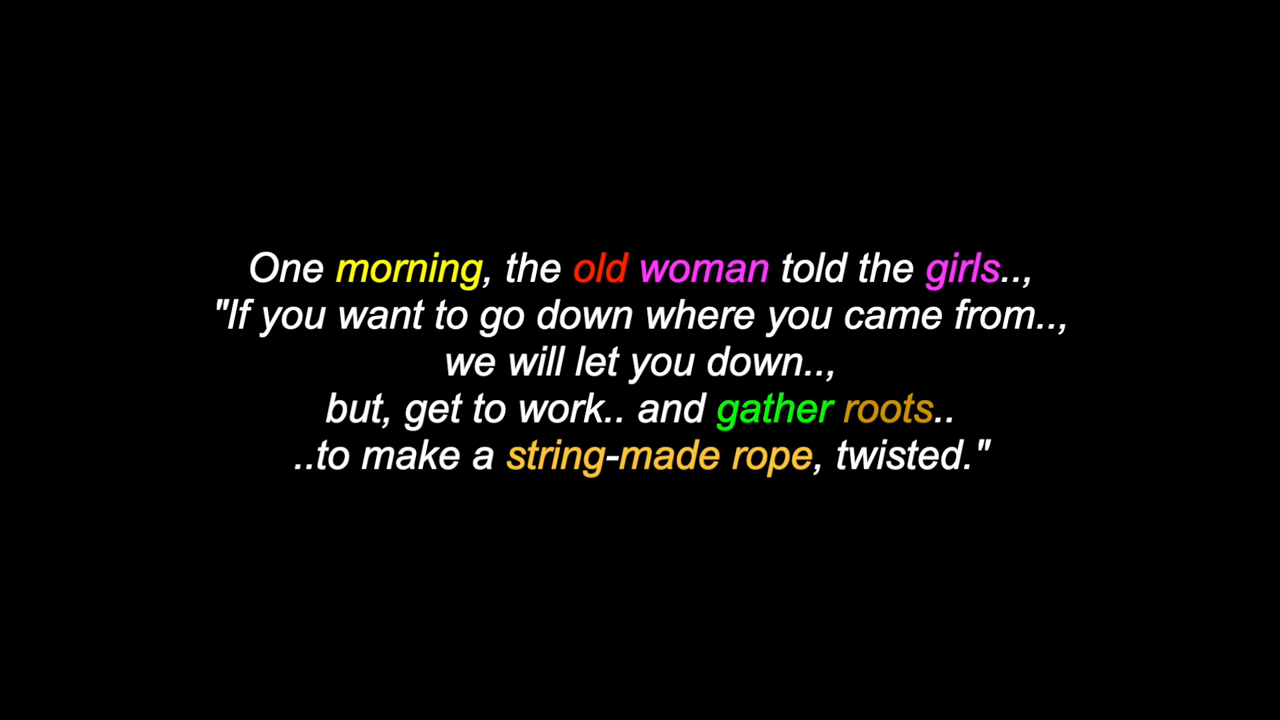 One morning, the old woman told the girls..,
"If you want to go down where you came from..,
we will let you down..,
but, get to work.. and gather roots..
..to make a string-made rope, twisted."